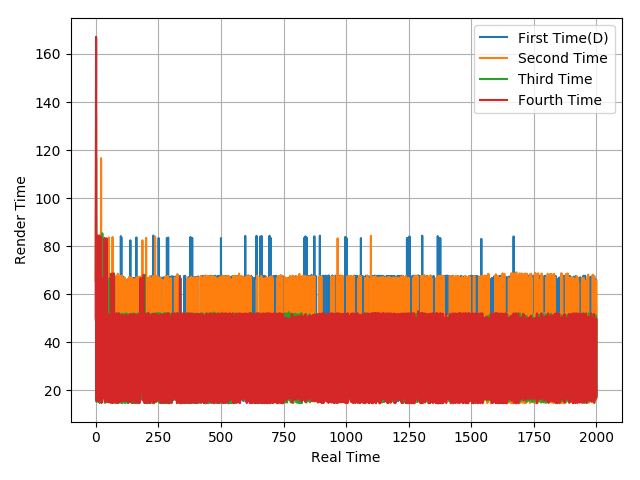 First Time(D)
Second Time
Third Time
Fourth Time
160
140
120
100
80
60
40
20
Render Time
0
250
500
750
1000
1250
1500
1750
2000
Real Time